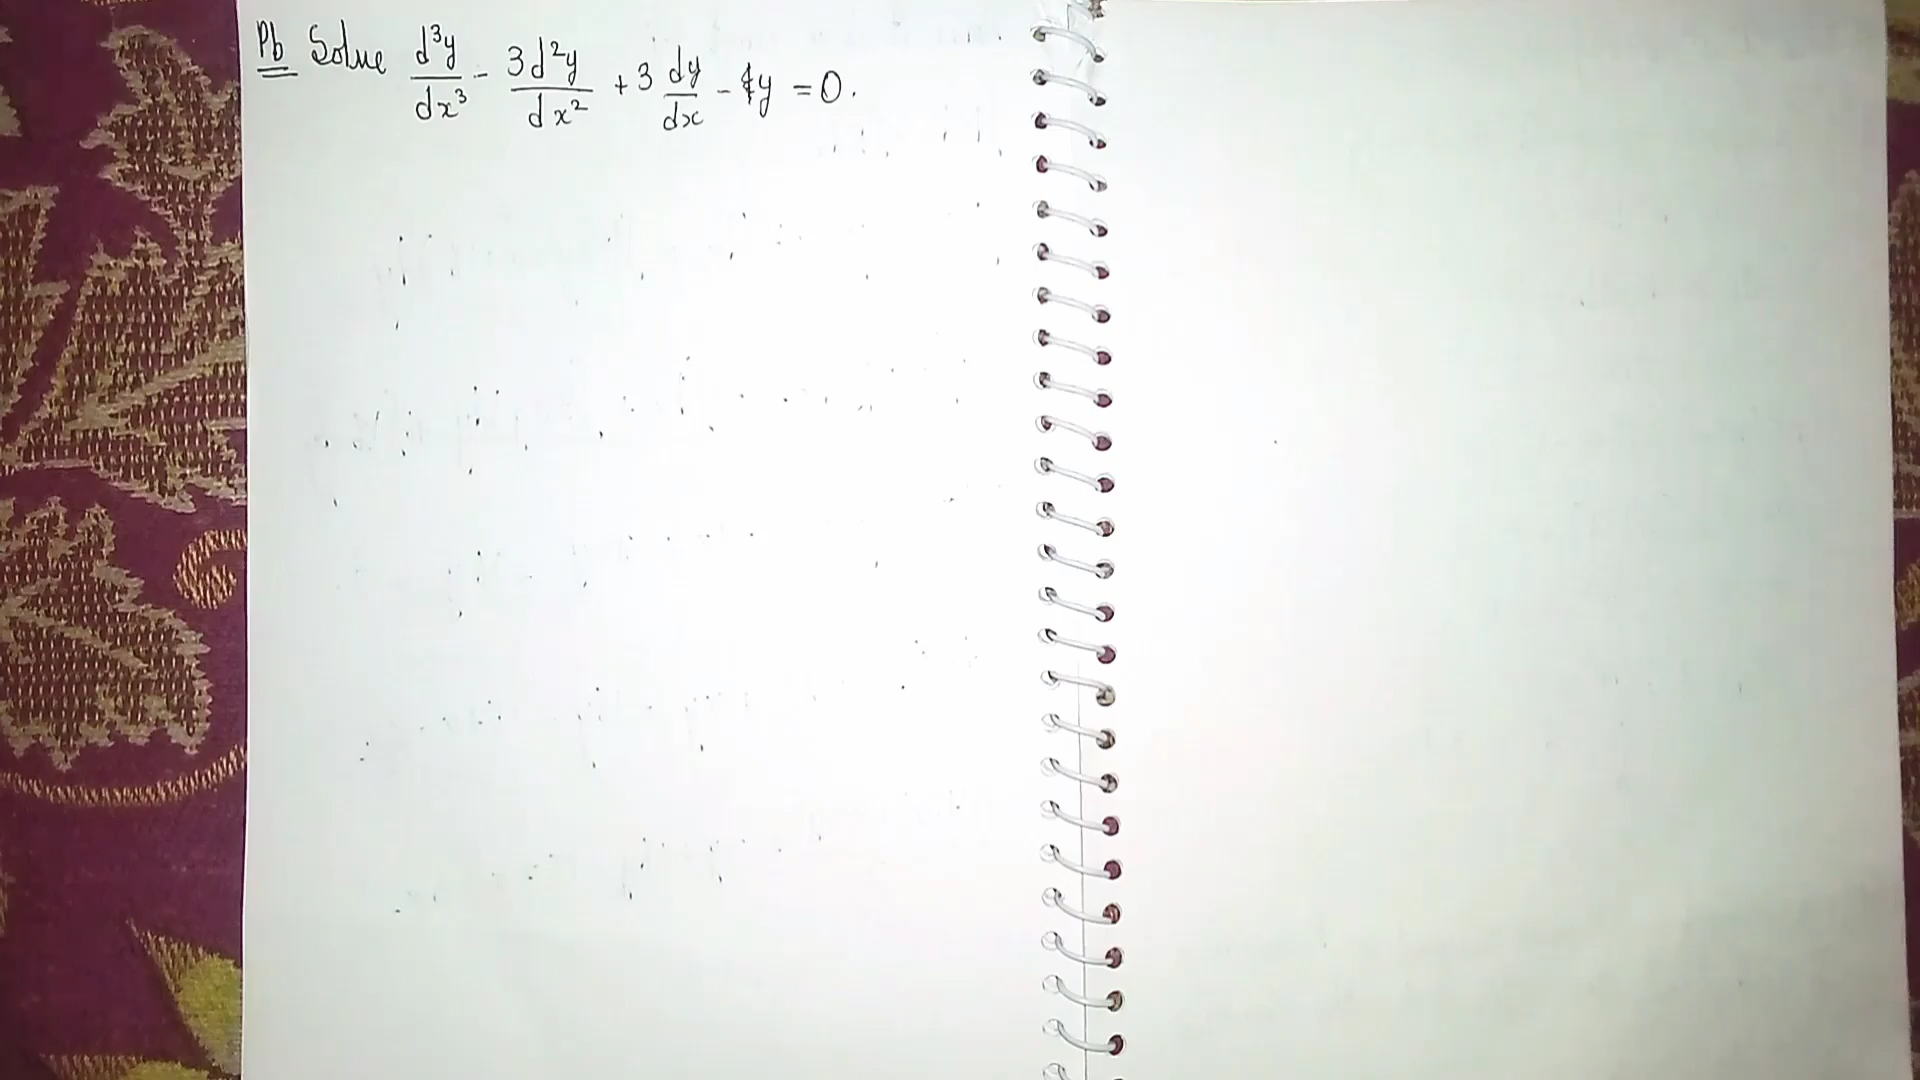 Pb Solve d³y/dx³ - 3d²y/dx² + 3 dy/dx - y = 0.